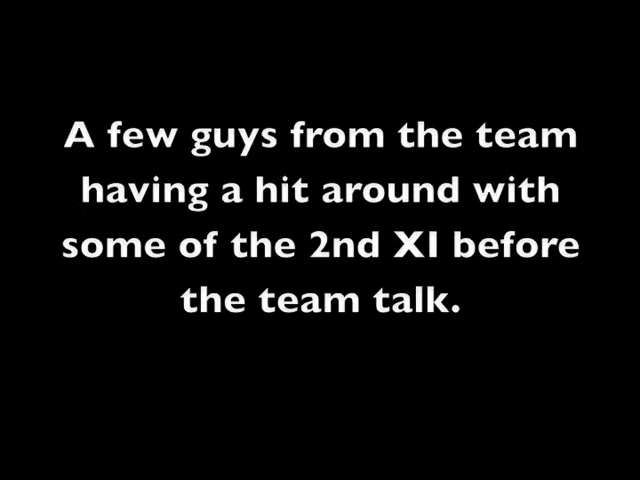 A few guys from the team
having a hit around with
some of the 2nd XI before
the team talk.